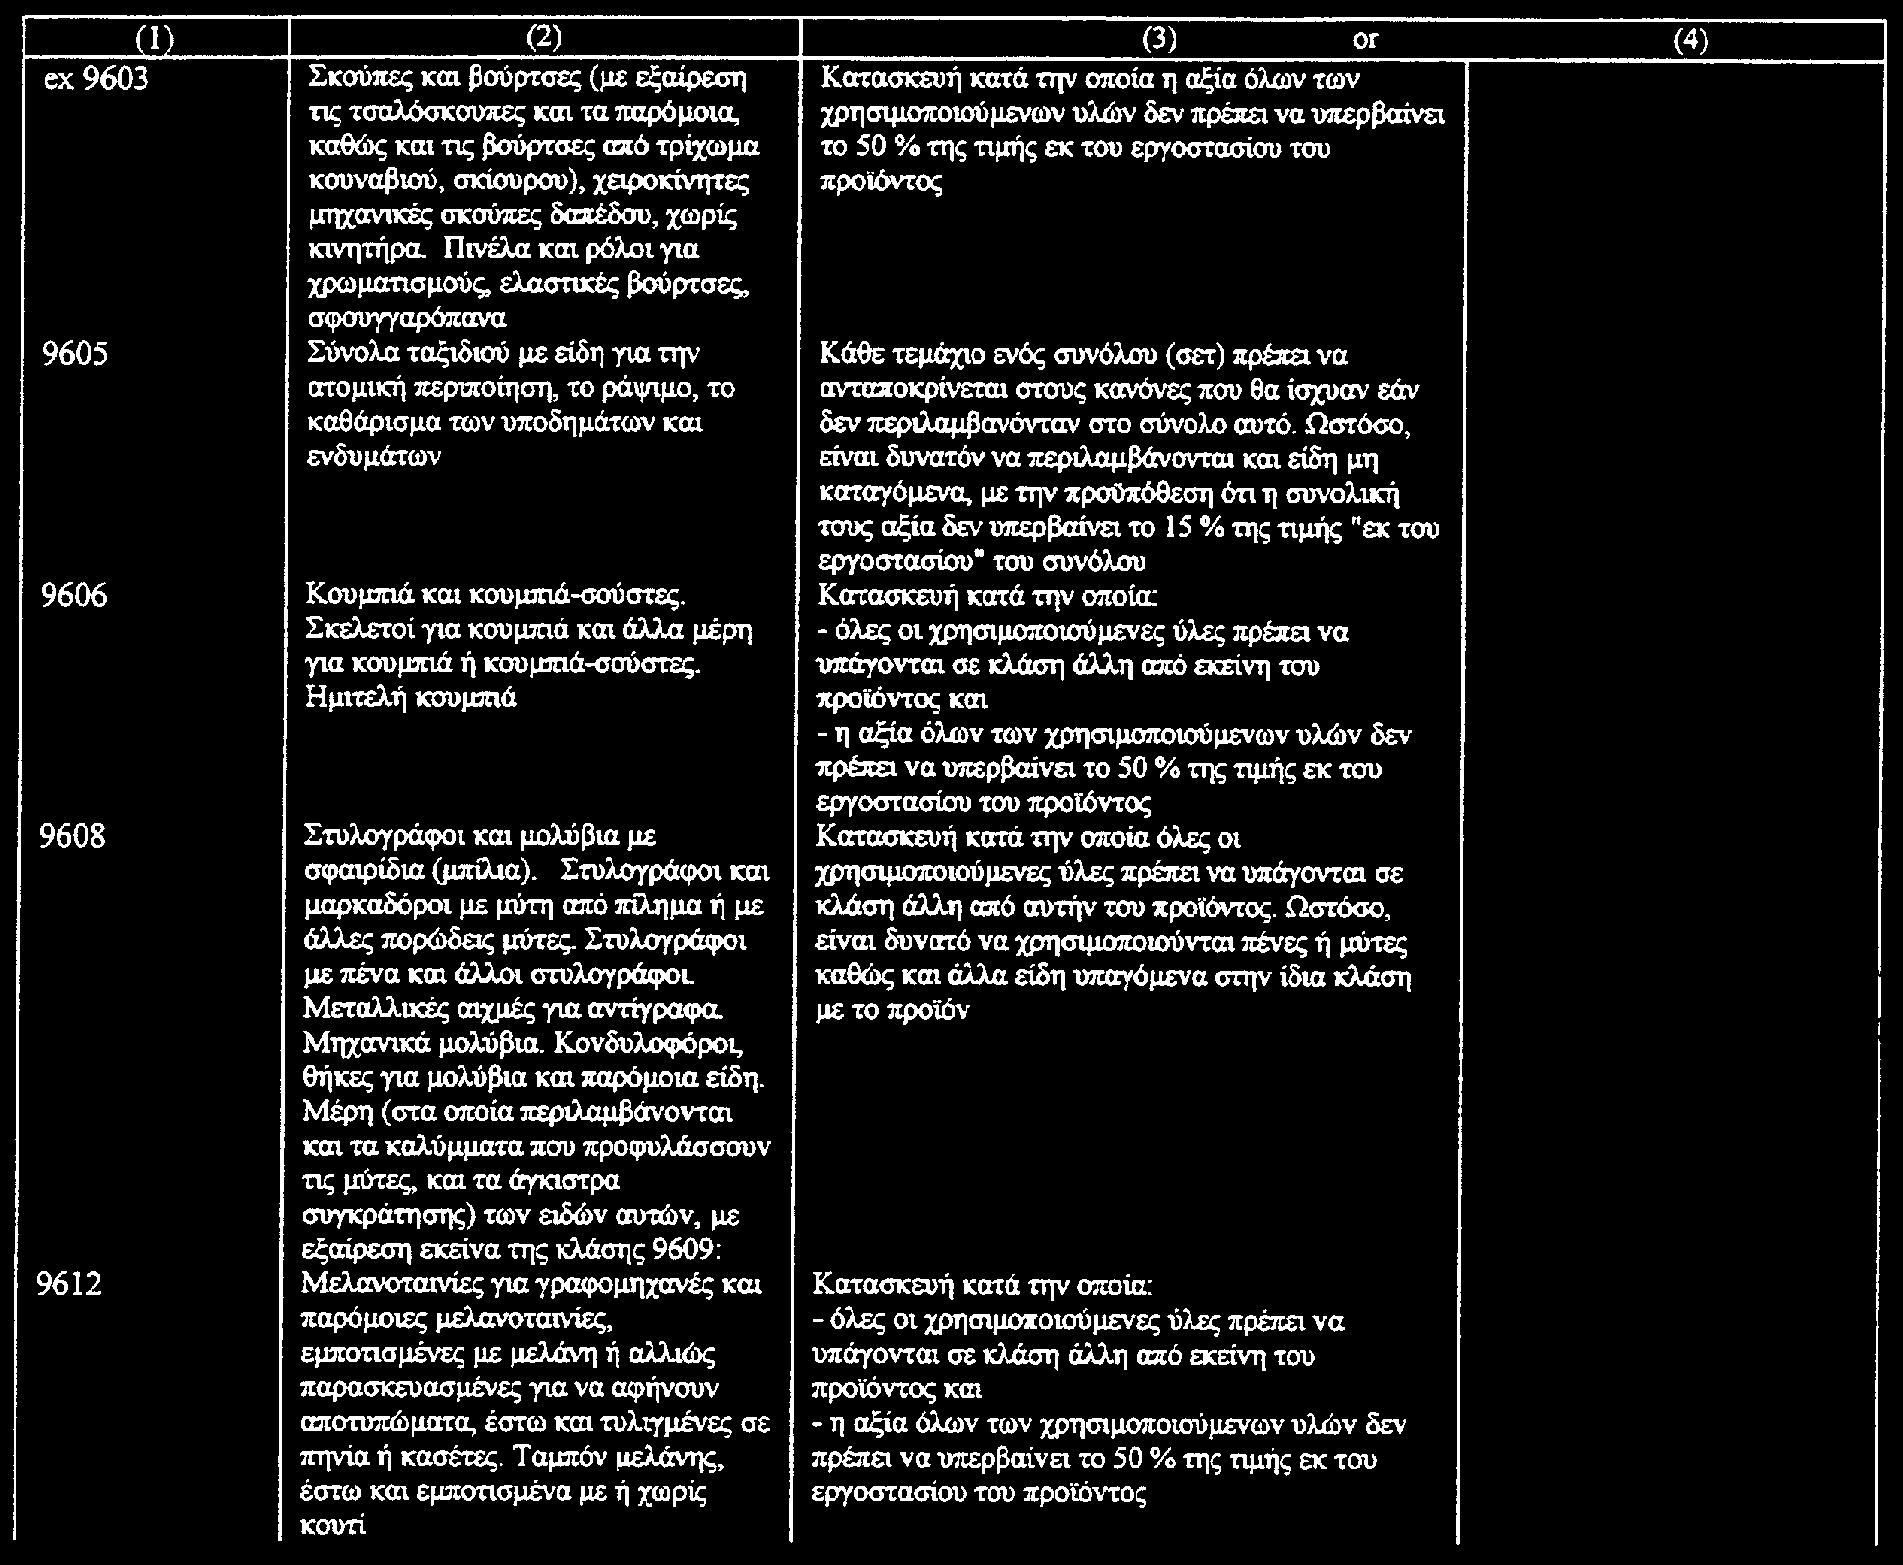 (1) (2) (3) or (4)
ex 9603
Σκούπες και βούρτσες (με εξαίρεση
τις τσαλόσκουπες και τα παρόμοια,
καθώς και τις βούρτσες από τρίχωμα
κουναβιού, σκίουρου), χειροκίνητες
μηχανικές σκούπες δαπέδου, χωρίς
κινητήρα. Πινέλα και ρόλοι για
χρωματισμούς, ελαστικές βούρτσες,
σφουγγαρόπανα
Κατασκευή κατά την οποία η αξία όλων των
χρησιμοποιούμενων υλών δεν πρέπει να υπερβαίνει
το 50 % της τιμής εκ του εργοστασίου του
προϊόντος
9605
Σύνολα ταξιδιού με είδη για την
ατομική περιποίηση, το ράψιμο, το
καθάρισμα των υποδημάτων και
ενδυμάτων
Κάθε τεμάχιο ενός συνόλου (σετ) πρέπει να
ανταποκρίνεται στους κανόνες που θα ίσχυαν εάν
δεν περιλαμβανόνταν στο σύνολο αυτό. Ωστόσο,
είναι δυνατόν να περιλαμβάνονται και είδη μη
καταγόμενα, με την προϋπόθεση ότι η συνολική
τους αξία δεν υπερβαίνει το 15 % της τιμής "εκ του
εργοστασίου" του συνόλου
9606
Κουμπιά και κουμπιά-σούστες.
Σκελετοί για κουμπιά και άλλα μέρη
για κουμπιά ή κουμπιά-σούστες.
Ημιτελή κουμπιά
Κατασκευή κατά την οποία:
- όλες οι χρησιμοποιούμενες ύλες πρέπει να
υπάγονται σε κλάση άλλη από εκείνη του
προϊόντος και
- η αξία όλων των χρησιμοποιούμενων υλών δεν
πρέπει να υπερβαίνει το 50 % της τιμής εκ του
εργοστασίου του προϊόντος
9608
Στυλογράφοι και μολύβια με
σφαιρίδια (μπίλια). Στυλογράφοι και
μαρκαδόροι με μύτη από πίλημα ή με
άλλες πορώδεις μύτες. Στυλογράφοι
με πένα και άλλοι στυλογράφοι.
Μεταλλικές αιχμές για αντίγραφα.
Μηχανικά μολύβια. Κονδυλοφόροι,
θήκες για μολύβια και παρόμοια είδη.
Μέρη (στα οποία περιλαμβάνονται
και τα καλύμματα που προφυλάσσουν
τις μύτες, και τα άγκιστρα
συγκράτησης) των ειδών αυτών, με
εξαίρεση εκείνα της κλάσης 9609:
Κατασκευή κατά την οποία όλες οι
χρησιμοποιούμενες ύλες πρέπει να υπάγονται σε
κλάση άλλη από αυτήν του προϊόντος. Ωστόσο,
είναι δυνατό να χρησιμοποιούνται πένες ή μύτες
καθώς και άλλα είδη υπαγόμενα στην ίδια κλάση
με το προϊόν
9612
Μελανοταινίες για γραφομηχανές και
παρόμοιες μελανοταινίες,
εμποτισμένες με μελάνη ή αλλιώς
παρασκευασμένες για να αφήνουν
αποτυπώματα, έστω και τυλιγμένες σε
πηνία ή κασέτες. Ταμπόν μελάνης,
έστω και εμποτισμένα με ή χωρίς
κουτί
Κατασκευή κατά την οποία:
- όλες οι χρησιμοποιούμενες ύλες πρέπει να
υπάγονται σε κλάση άλλη από εκείνη του
προϊόντος και
- η αξία όλων των χρησιμοποιούμενων υλών δεν
πρέπει να υπερβαίνει το 50 % της τιμής εκ του
εργοστασίου του προϊόντος